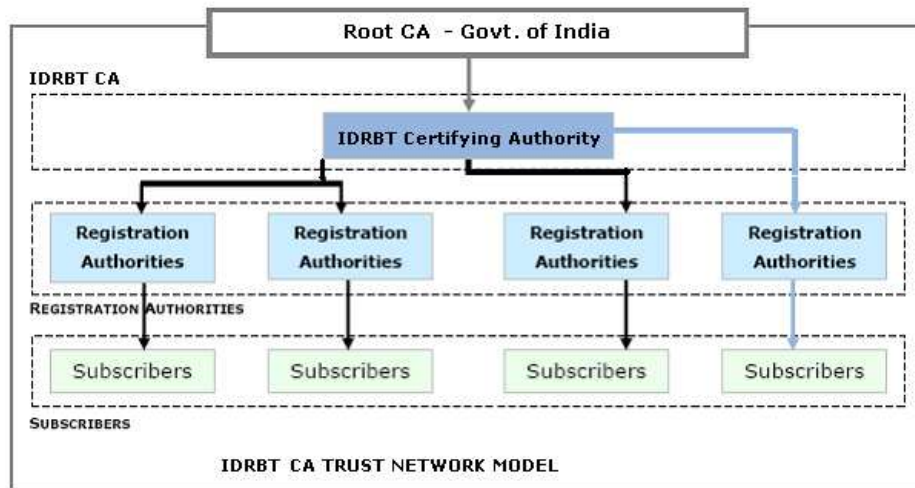 Root CA - Govt. of India
IDRBT CA
IDRBT Certifying Authority
Registration
Authorities
Registration
Authorities
Registration
Authorities
Registration
Authorities
REGISTRATION AUTHORITIES
Subscribers
Subscribers
Subscribers
Subscribers
SUBSCRIBERS
IDRBT CA TRUST NETWORK MODEL